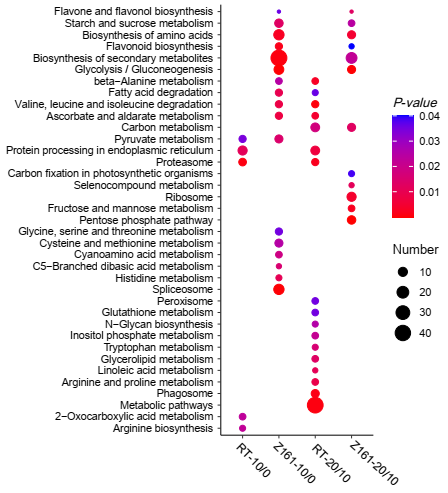 Flavone and flavonol biosynthesis
Starch and sucrose metabolism
Biosynthesis of amino acids
Flavonoid biosynthesis
Biosynthesis of secondary metabolites
Glycolysis / Gluconeogenesis
beta−Alanine metabolism
Fatty acid degradation
Valine, leucine and isoleucine degradation
Ascorbate and aldarate metabolism
Carbon metabolism
Pyruvate metabolism
Protein processing in endoplasmic reticulum
Proteasome
Carbon fixation in photosynthetic organisms
Selenocompound metabolism
Ribosome
Fructose and mannose metabolism
Pentose phosphate pathway
Glycine, serine and threonine metabolism
Cysteine and methionine metabolism
Cyanoamino acid metabolism
C5−Branched dibasic acid metabolism
Histidine metabolism
Spliceosome
Peroxisome
Glutathione metabolism
N−Glycan biosynthesis
Inositol phosphate metabolism
Tryptophan metabolism
Glycerolipid metabolism
Linoleic acid metabolism
Arginine and proline metabolism
Phagosome
Metabolic pathways
2−Oxocarboxylic acid metabolism
Arginine biosynthesis
RT-10/0
Z161-10/0
RT-20/10
Z161-20/10
P-value
0.04
0.03
0.02
0.01
Number
10
20
30
40